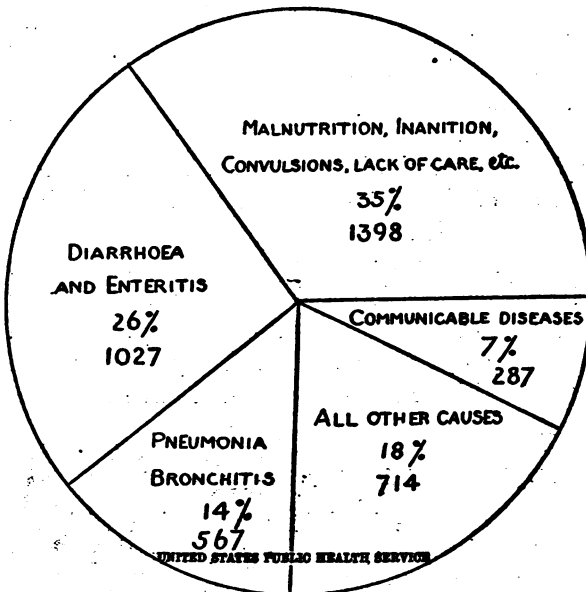 MALNUTRITION, INANITION,
CONVULSIONS, LACK OF CARE, etc.
35%
1398
DIARRHOEA
AND ENTERITIS
26%
1027
COMMUNICABLE DISEASES
7%
287
ALL OTHER CAUSES
18%
714
PNEUMONIA
BRONCHITIS
14%
567
UNITED STATES PUBLIC HEALTH SERVICE